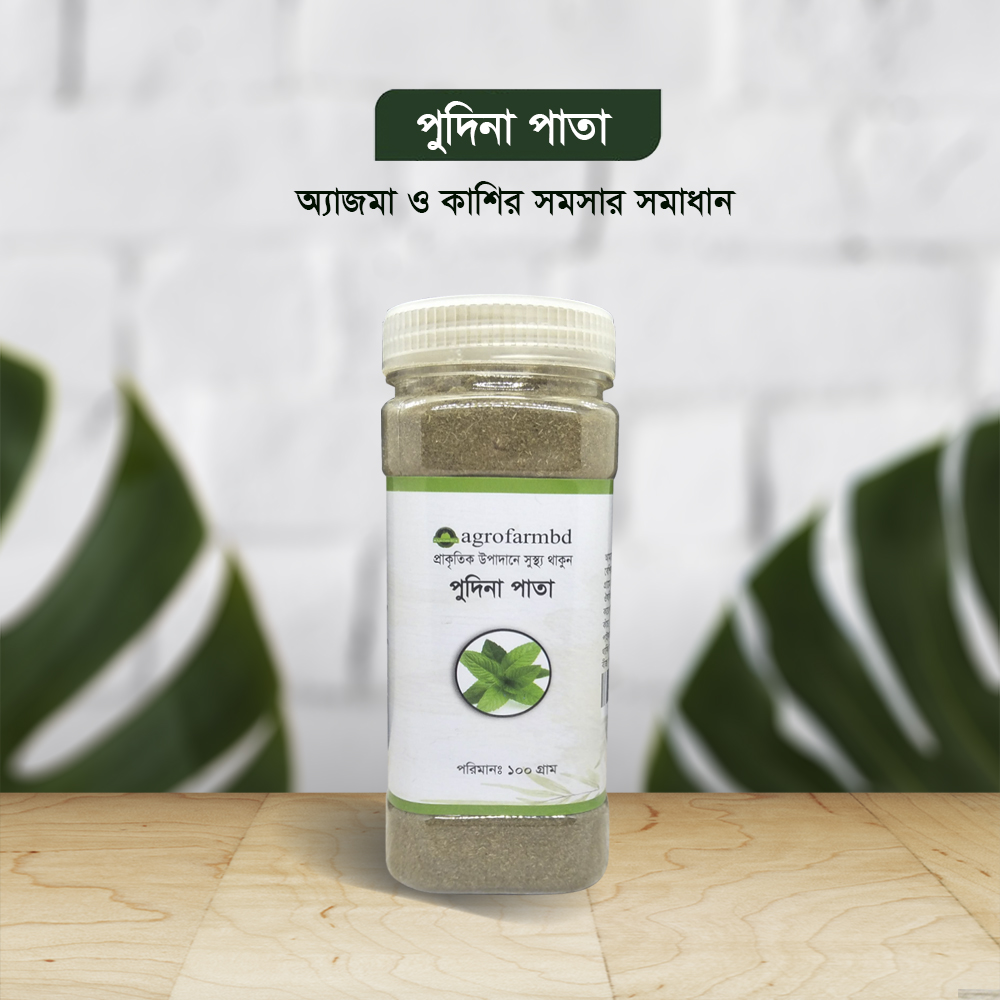 পুদিনা পাতা
অ্যাজমা ও কাশির সমসার সমাধান
agrofarmbd
প্রাকৃতিক উপাদানে সুস্থ্য থাকুন
পুদিনা পাতা
পরিমানঃ ১০০ গ্রাম